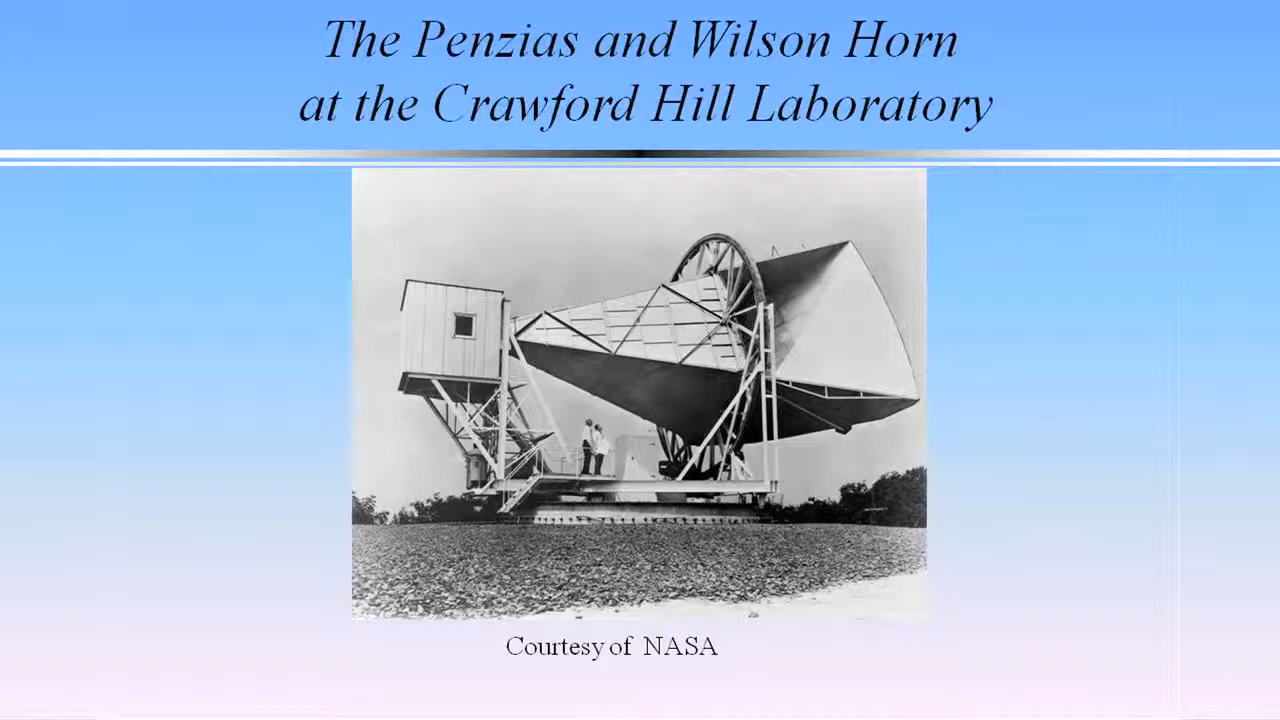 The Penzias and Wilson Horn
at the Crawford Hill Laboratory
Courtesy of NASA